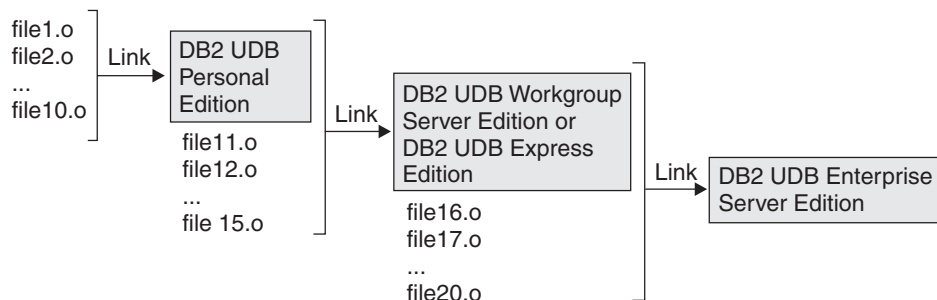 file1.o
file2.o
...
file10.o
Link
DB2 UDB
Personal
Edition
file11.o
file12.o
...
file 15.o
Link
DB2 UDB Workgroup
Server Edition or
DB2 UDB Express
Edition
file16.o
file17.o
...
file20.o
Link
DB2 UDB Enterprise
Server Edition